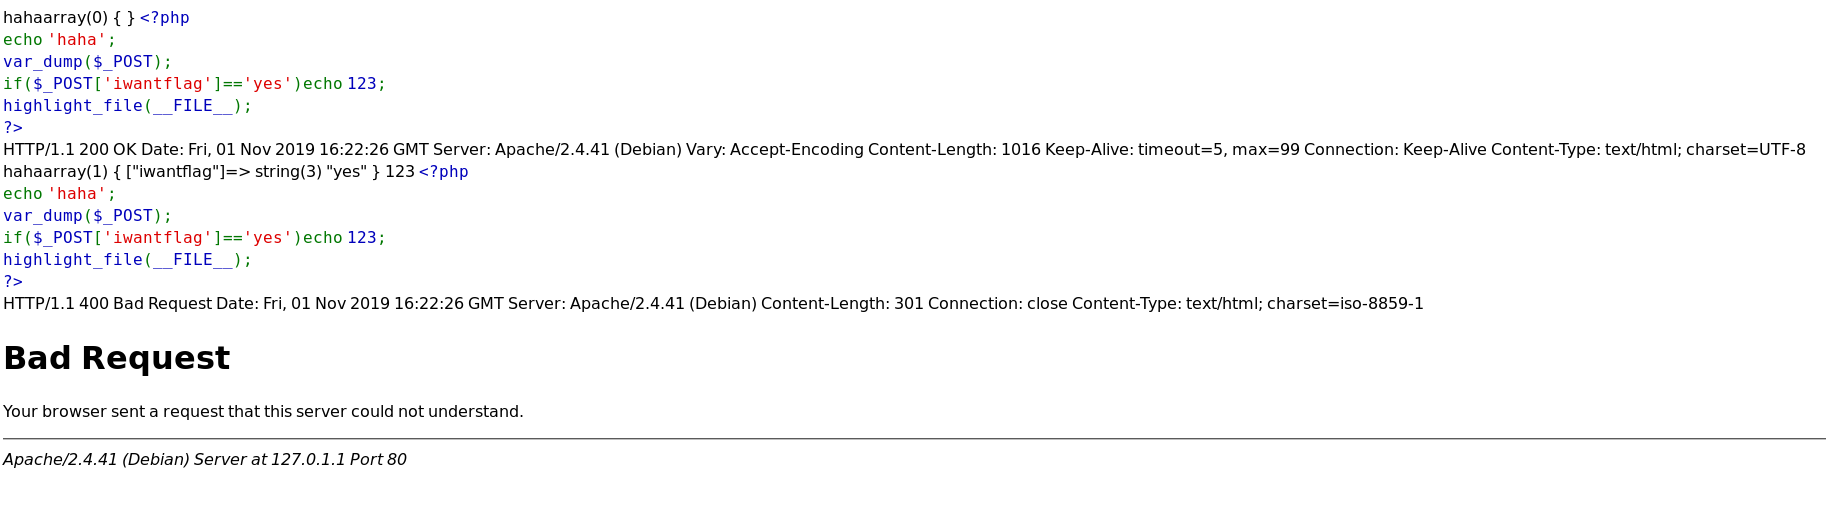 hahaarray(0) { } <?php
echo 'haha';
var_dump($_POST);
if($_POST['iwantflag']=='yes')echo 123;
highlight_file(__FILE__);
?>
HTTP/1.1 200 OK Date: Fri, 01 Nov 2019 16:22:26 GMT Server: Apache/2.4.41 (Debian) Vary: Accept-Encoding Content-Length: 1016 Keep-Alive: timeout=5, max=99 Connection: Keep-Alive Content-Type: text/html; charset=UTF-8
hahaarray(1) { ["iwantflag"]=> string(3) "yes" } 123 <?php
echo 'haha';
var_dump($_POST);
if($_POST['iwantflag']=='yes')echo 123;
highlight_file(__FILE__);
?>
HTTP/1.1 400 Bad Request Date: Fri, 01 Nov 2019 16:22:26 GMT Server: Apache/2.4.41 (Debian) Content-Length: 301 Connection: close Content-Type: text/html; charset=iso-8859-1
Bad Request
Your browser sent a request that this server could not understand.
Apache/2.4.41 (Debian) Server at 127.0.1.1 Port 80